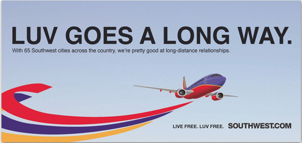 LUV GOES A LONG WAY.
With 65 Southwest cities across the country, we're pretty good at long-distance relationships.
LIVE FREE. LUV FREE. SOUTHWEST.COM